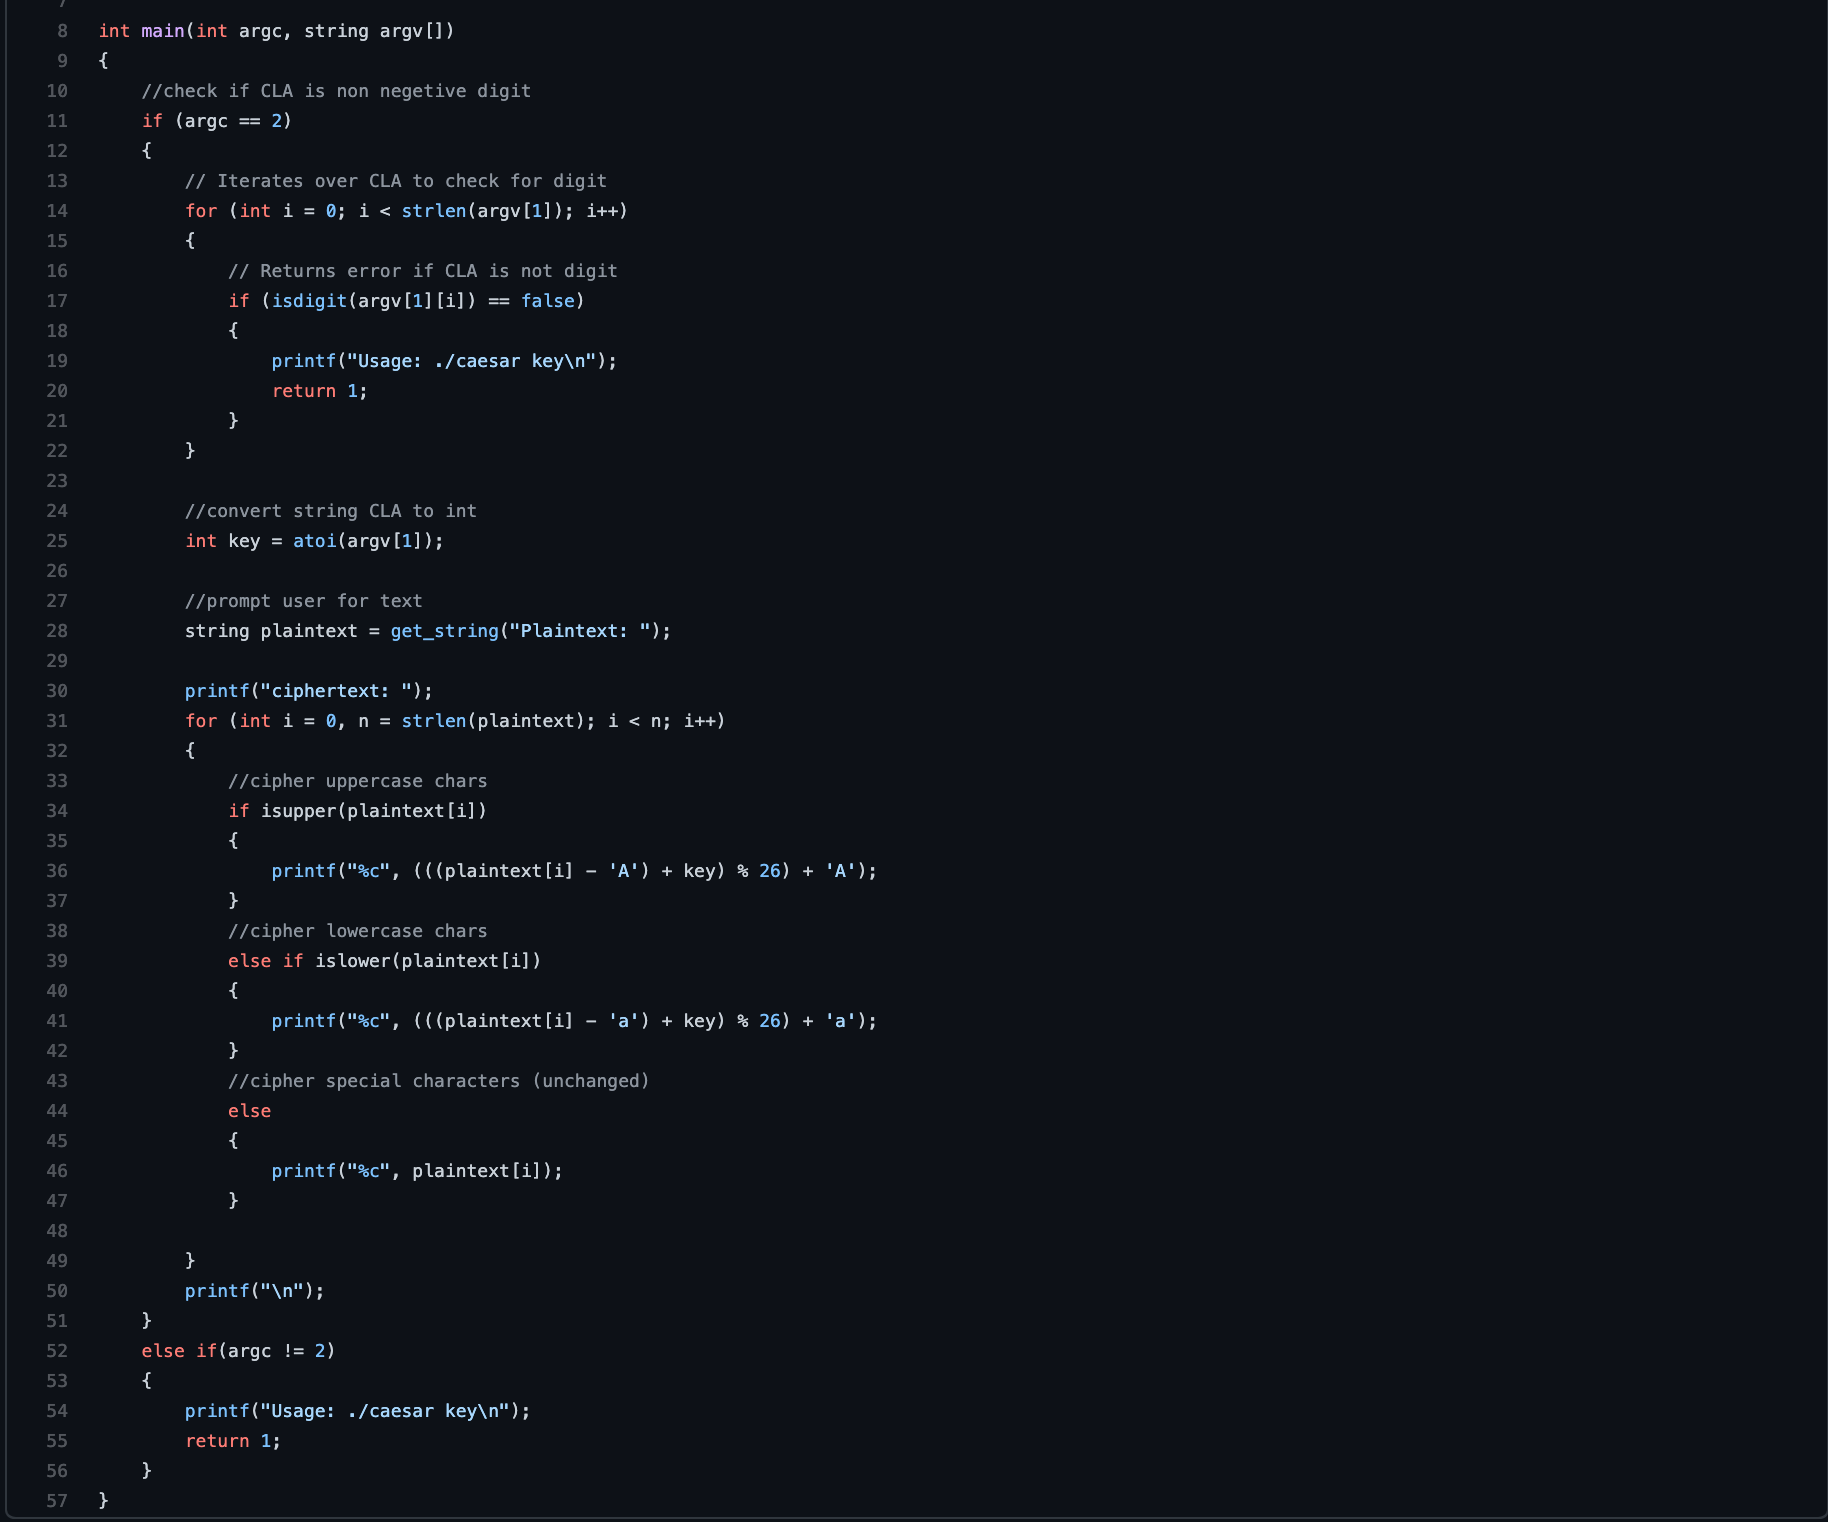 7
8 int main(int argc, string argv[])
9 {
10 //check if CLA is non negetive digit
11 if (argc == 2)
12 {
13 // Iterates over CLA to check for digit
14 for (int i = 0; i < strlen(argv[1]); i++)
15 {
16 // Returns error if CLA is not digit
17 if (isdigit(argv[1][i]) == false)
18 {
19 printf("Usage: ./caesar key\n");
20 return 1;
21 }
22 }
23
24 //convert string CLA to int
25 int key = atoi(argv[1]);
26
27 //prompt user for text
28 string plaintext = get_string("Plaintext: ");
29
30 printf("ciphertext: ");
31 for (int i = 0, n = strlen(plaintext); i < n; i++)
32 {
33 //cipher uppercase chars
34 if isupper(plaintext[i])
35 {
36 printf("%c", (((plaintext[i] - 'A') + key) % 26) + 'A');
37 }
38 //cipher lowercase chars
39 else if islower(plaintext[i])
40 {
41 printf("%c", (((plaintext[i] - 'a') + key) % 26) + 'a');
42 }
43 //cipher special characters (unchanged)
44 else
45 {
46 printf("%c", plaintext[i]);
47 }
48
49 }
50 printf("\n");
51 }
52 else if(argc != 2)
53 {
54 printf("Usage: ./caesar key\n");
55 return 1;
56 }
57 }